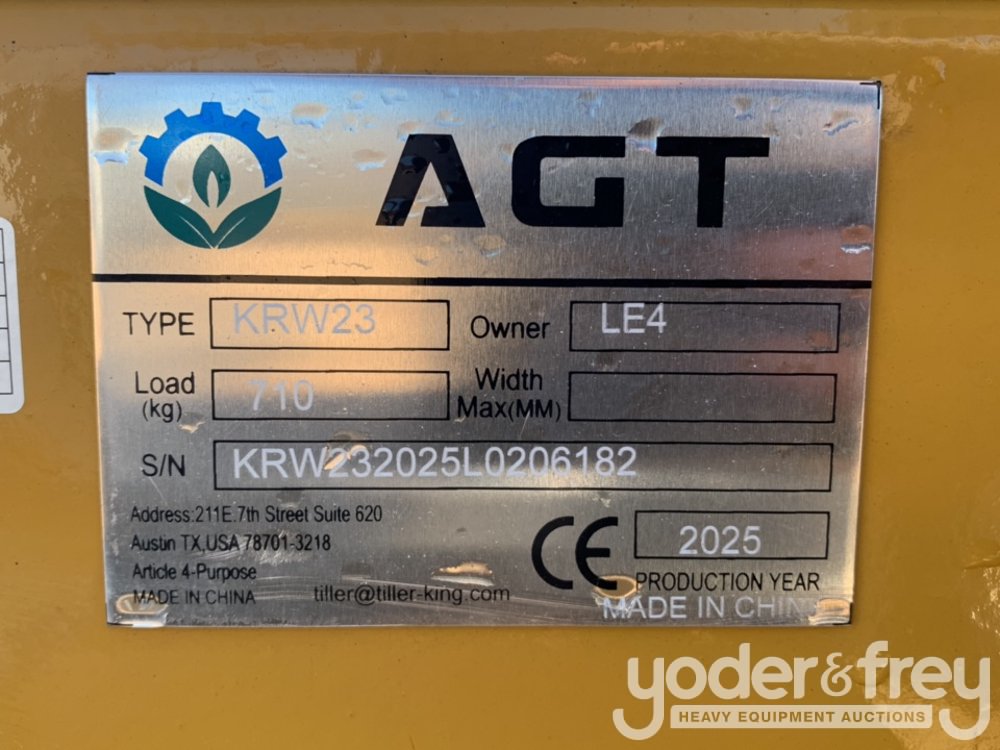 AGT
TYPE KRW23 Owner LE4
Load (kg) 710 Width Max(MM)
S/N KRW232025L0206182
Address:211E.7th Street Suite 620
Austin TX,USA 78701-3218
Article 4-Purpose
MADE IN CHINA tiller@tiller-king.com
CE 2025
PRODUCTION YEAR
MADE IN CHINA
yoder&frey
HEAVY EQUIPMENT AUCTIONS